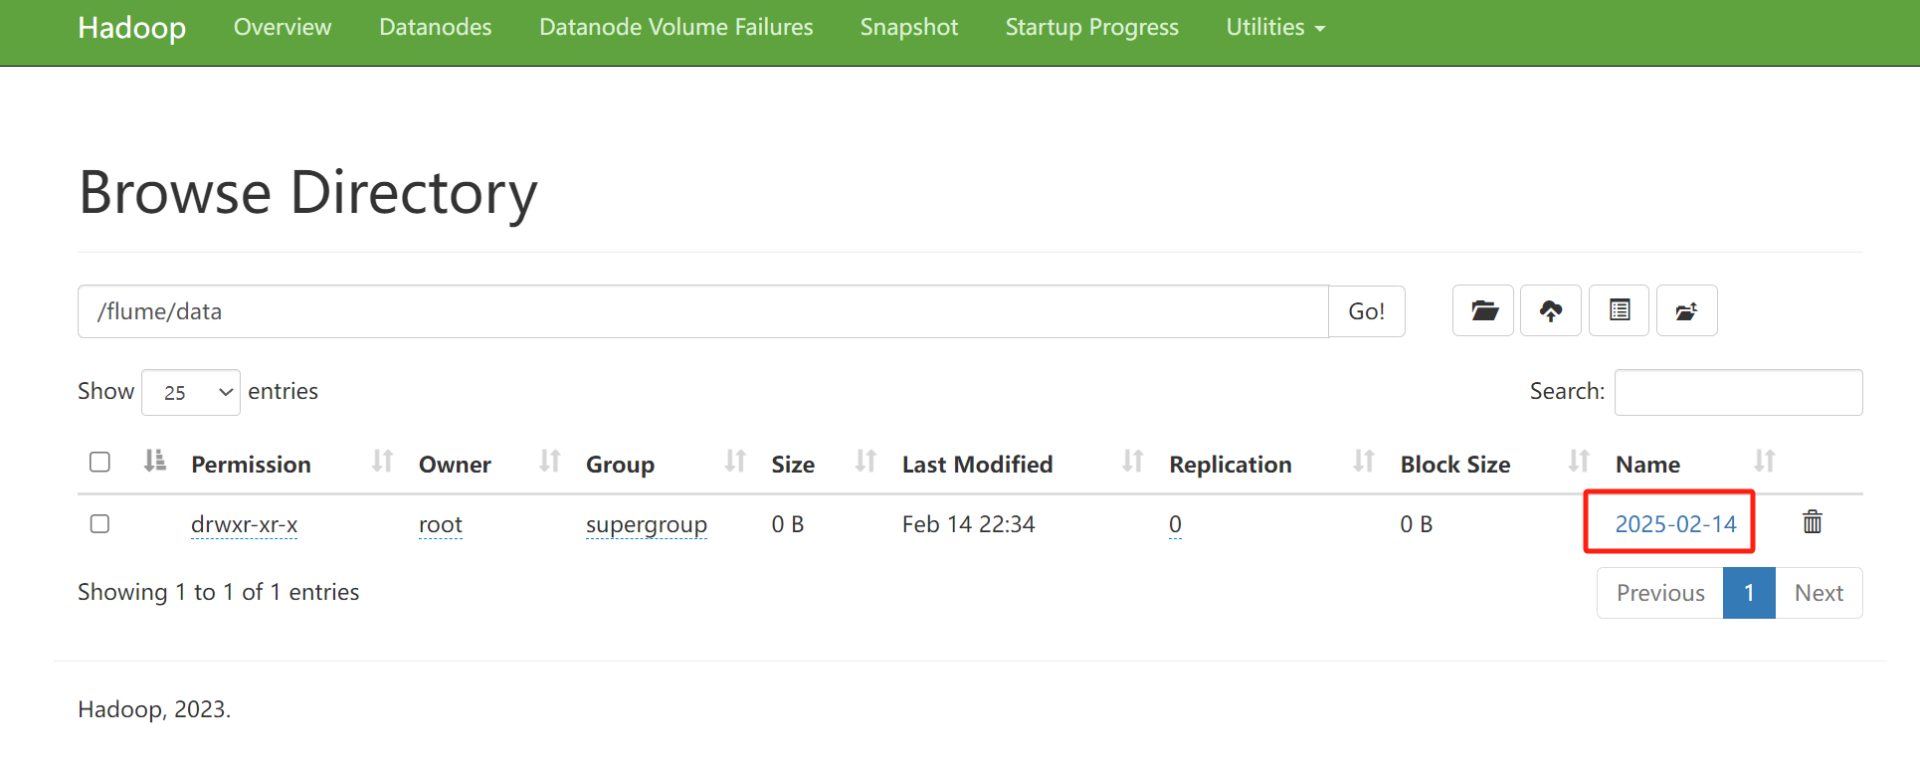 Hadoop Overview Datanodes Datanode Volume Failures Snapshot Startup Progress Utilities
Browse Directory
/flume/data Go!
Show 25 entries Search:
Permission Owner Group Size Last Modified Replication Block Size Name
drwxr-xr-x root supergroup 0 B Feb 14 22:34 0 0 B 2025-02-14
Showing 1 to 1 of 1 entries Previous 1 Next
Hadoop, 2023.